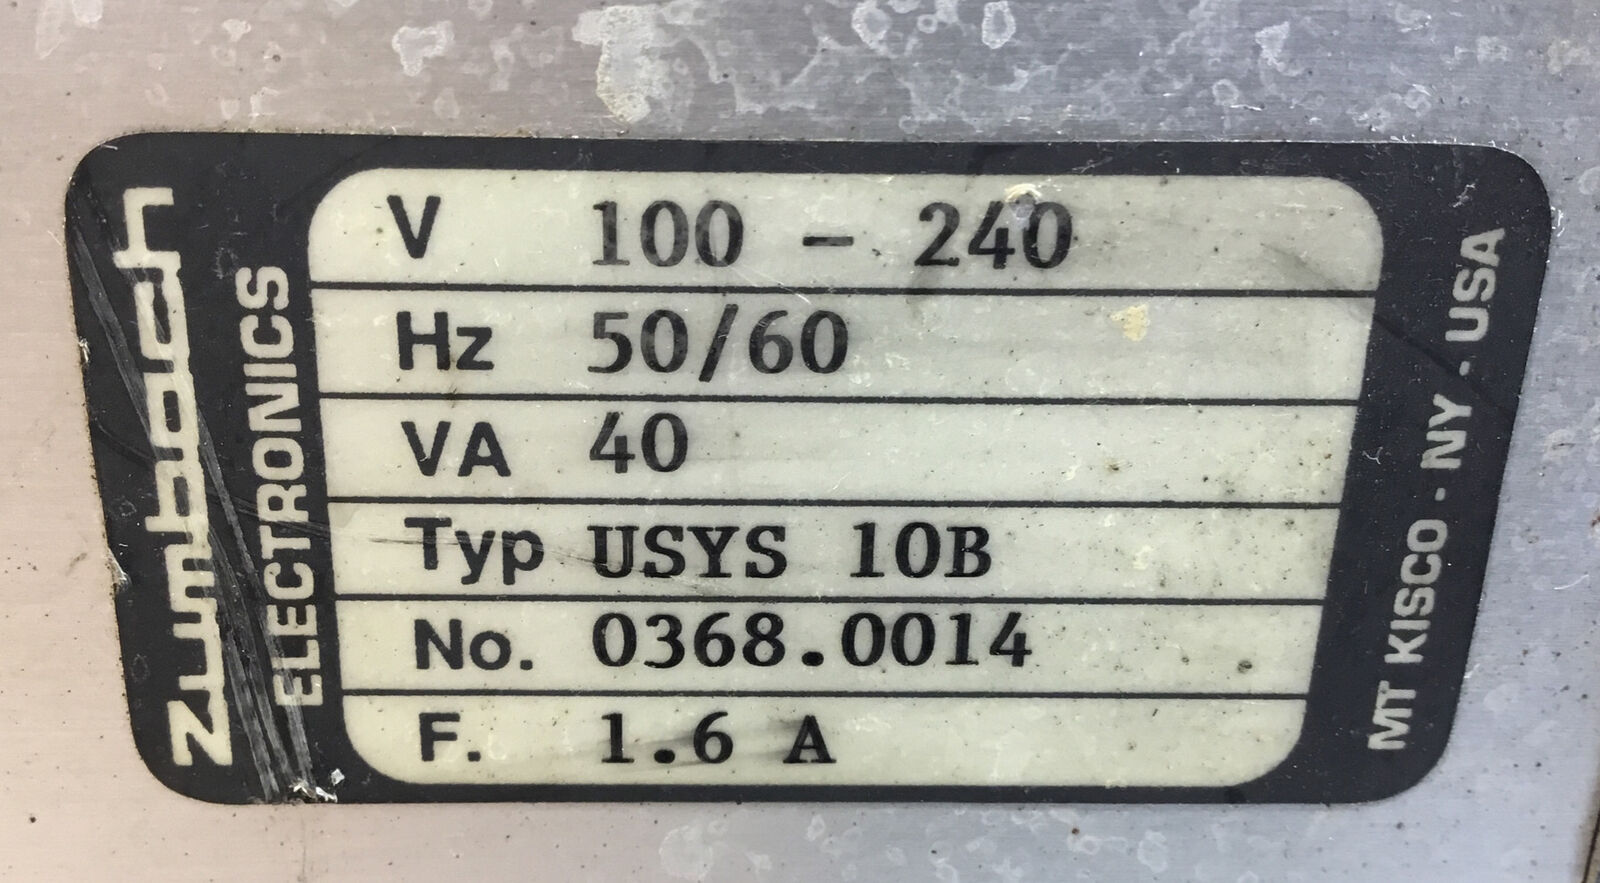 zumbach
ELECTRONICS
V 100 - 240
Hz 50/60
VA 40
Typ USYS 10B
No. 0368.0014
F. 1.6 A
MT KISCO - NY - USA